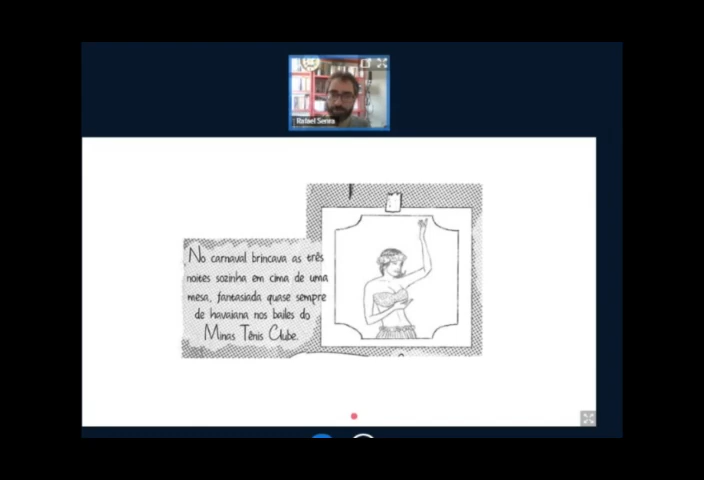 Rafael Senra
No carnaval brincava as três
noites sozinha em cima de uma
mesa, fantasiada quase sempre
de havaiana nos bailes do
Minas Tênis Clube.